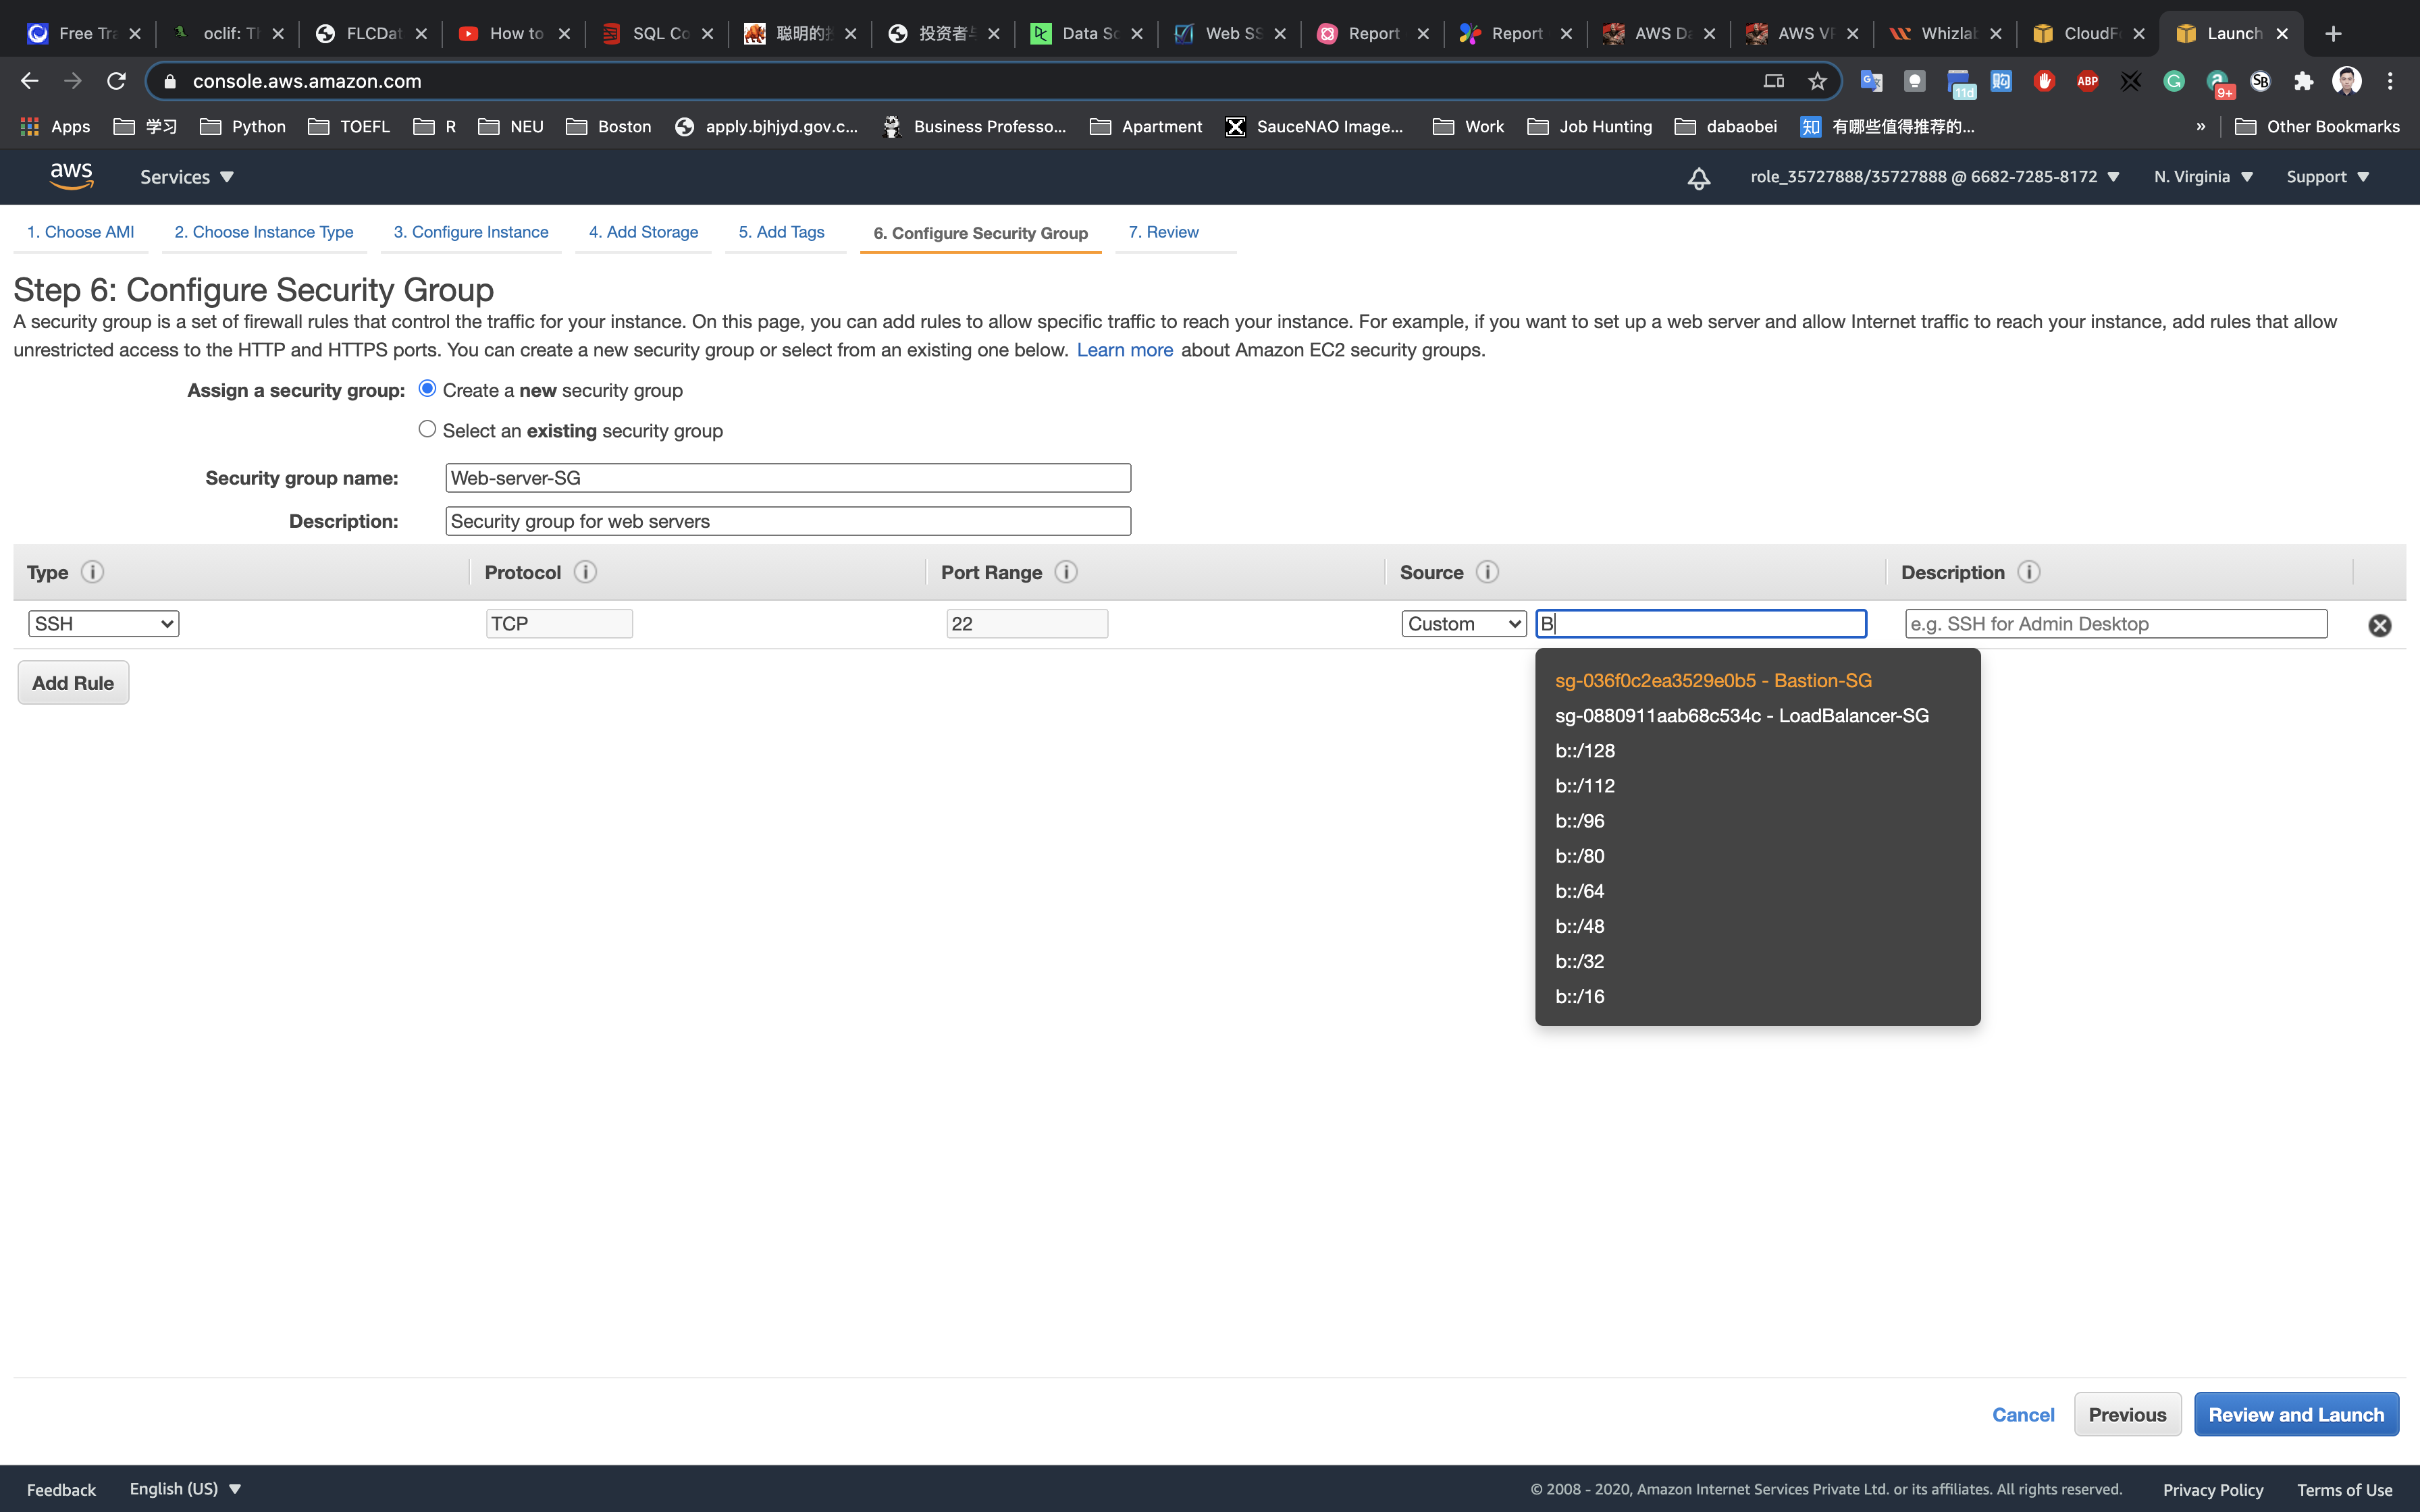 Free Tra
oclif: Th
FLCDat
How to
SQL Co
聪明的投
投资者与
Data Sc
Web SS
Report
Report
AWS Da
AWS VP
Whizlab
CloudFo
Launch
console.aws.amazon.com
11d
ABP
9+
SB
Apps
学习
Python
TOEFL
R
NEU
Boston
apply.bjhjyd.gov.c...
Business Professo...
Apartment
SauceNAO Image...
Work
Job Hunting
dabaobei
知 有哪些值得推荐的...
»
Other Bookmarks
aws
Services
role_35727888/35727888 @ 6682-7285-8172
N. Virginia
Support
1. Choose AMI
2. Choose Instance Type
3. Configure Instance
4. Add Storage
5. Add Tags
6. Configure Security Group
7. Review
Step 6: Configure Security Group
A security group is a set of firewall rules that control the traffic for your instance. On this page, you can add rules to allow specific traffic to reach your instance. For example, if you want to set up a web server and allow Internet traffic to reach your instance, add rules that allow
unrestricted access to the HTTP and HTTPS ports. You can create a new security group or select from an existing one below. Learn more about Amazon EC2 security groups.
Assign a security group: Create a new security group
Select an existing security group
Security group name: Web-server-SG
Description: Security group for web servers
Type Protocol Port Range Source Description
SSH TCP 22 Custom B e.g. SSH for Admin Desktop
Add Rule
sg-036f0c2ea3529e0b5 - Bastion-SG
sg-0880911aab68c534c - LoadBalancer-SG
b::/128
b::/112
b::/96
b::/80
b::/64
b::/48
b::/32
b::/16
Cancel
Previous
Review and Launch
Feedback
English (US)
© 2008 - 2020, Amazon Internet Services Private Ltd. or its affiliates. All rights reserved.
Privacy Policy
Terms of Use